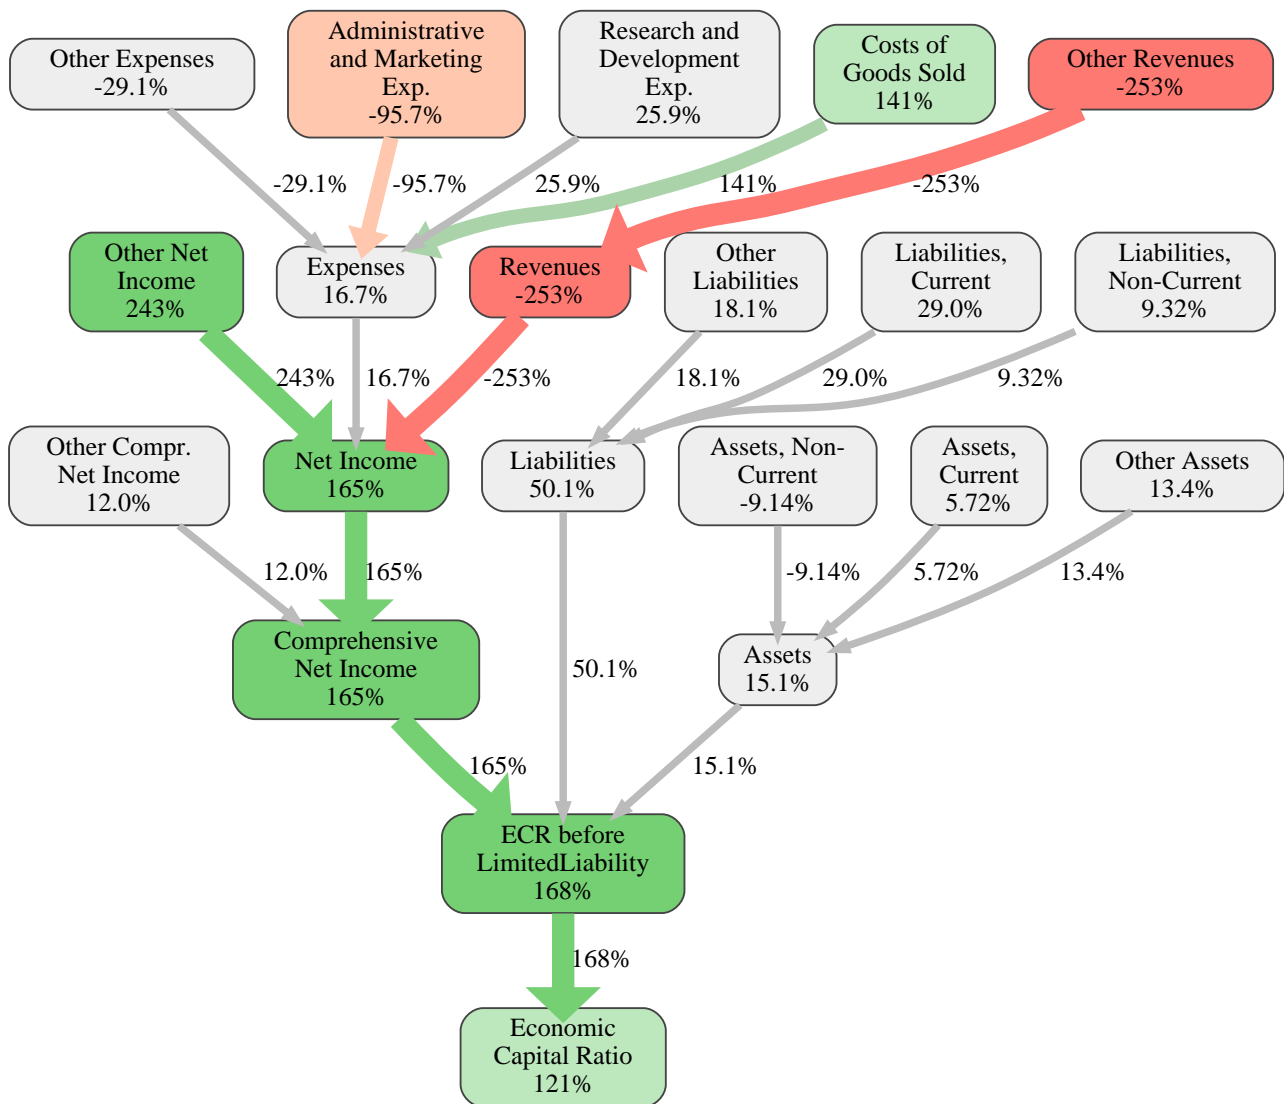 Other Expenses
-29.1%
Administrative
and Marketing
Exp.
-95.7%
Research and
Development
Exp.
25.9%
Costs of
Goods Sold
141%
Other Revenues
-253%
-29.1%
-95.7%
25.9%
141%
-253%
Other Net
Income
243%
Expenses
16.7%
Revenues
-253%
Other
Liabilities
18.1%
Liabilities,
Current
29.0%
Liabilities,
Non-Current
9.32%
243%
16.7%
-253%
18.1%
29.0%
9.32%
Other Compr.
Net Income
12.0%
Net Income
165%
Liabilities
50.1%
Assets, Non-
Current
-9.14%
Assets,
Current
5.72%
Other Assets
13.4%
12.0%
165%
-9.14%
5.72%
13.4%
Comprehensive
Net Income
165%
50.1%
Assets
15.1%
165%
15.1%
ECR before
LimitedLiability
168%
168%
Economic
Capital Ratio
121%